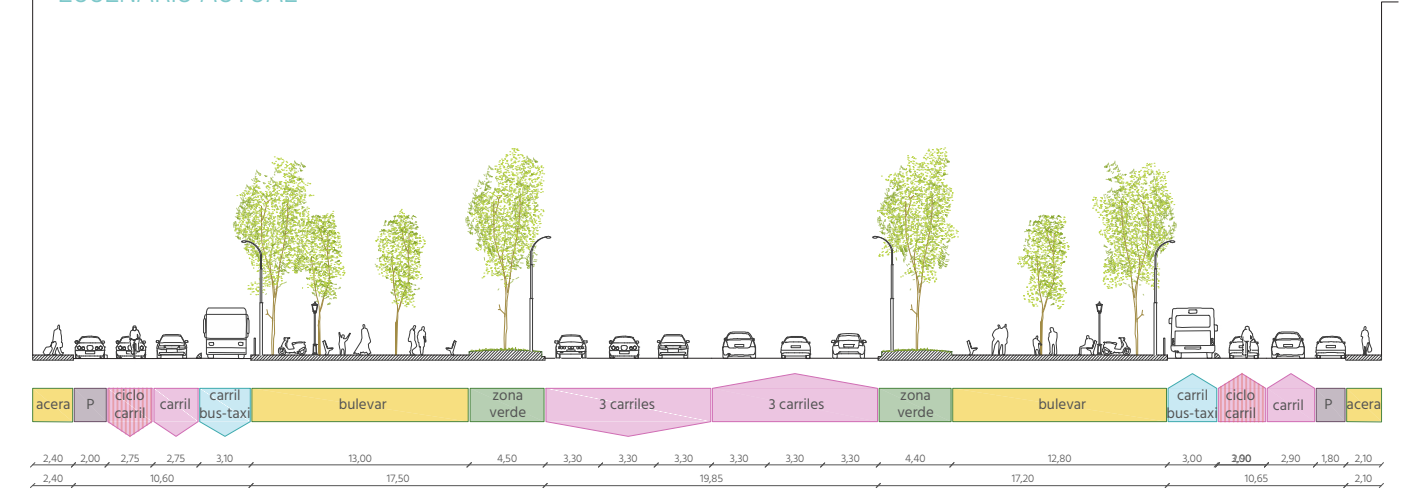 acera P ciclo carril carril carril bus-taxi bulevar zona verde 3 carriles 3 carriles zona verde bulevar carril bus-taxi ciclo carril carril P acera
2,40 2,00 2,75 2,75 3,10 13,00 4,50 3,30 3,30 3,30 3,30 3,30 3,30 4,40 12,80 3,00 2,90 1,80 2,10
2,40 10,60 17,50 19,85 17,20 10,65 2,10